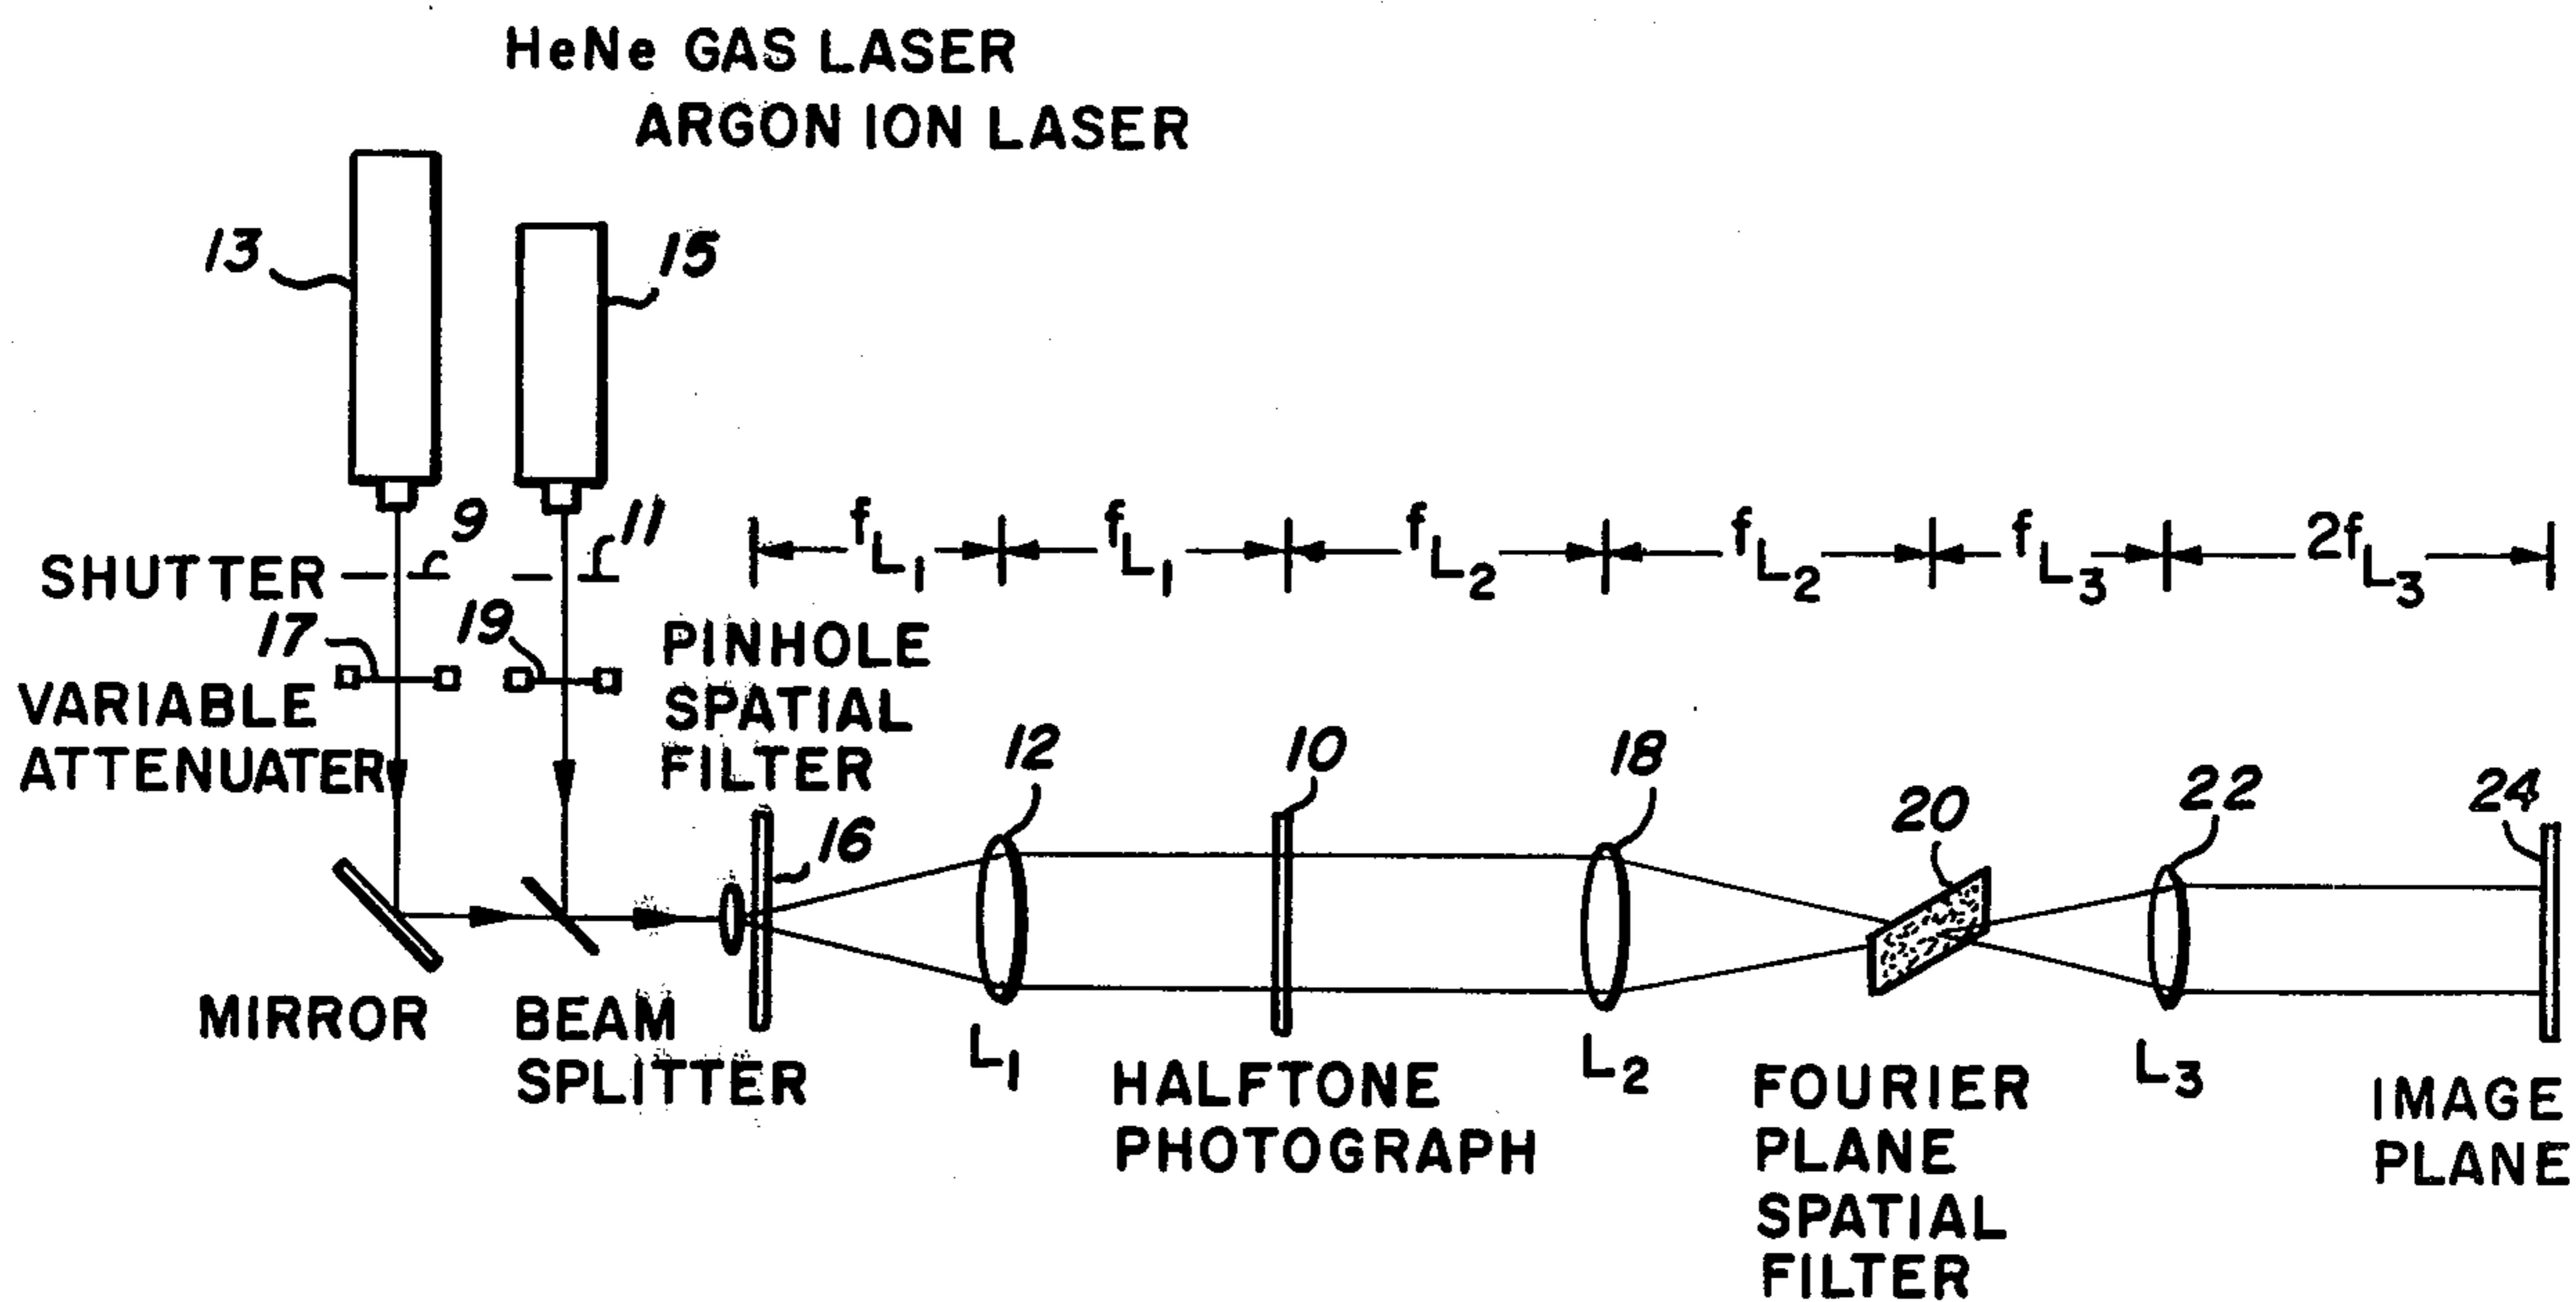 HeNe GAS LASER
ARGON ION LASER
13
15
9
11
SHUTTER
17
19
VARIABLE
ATTENUATER
fL1
fL1
fL2
fL2
fL3
2fL3
PINHOLE
SPATIAL
FILTER
16
12
10
18
20
22
24
MIRROR
BEAM
SPLITTER
L1
HALFTONE
PHOTOGRAPH
L2
FOURIER
PLANE
SPATIAL
FILTER
L3
IMAGE
PLANE